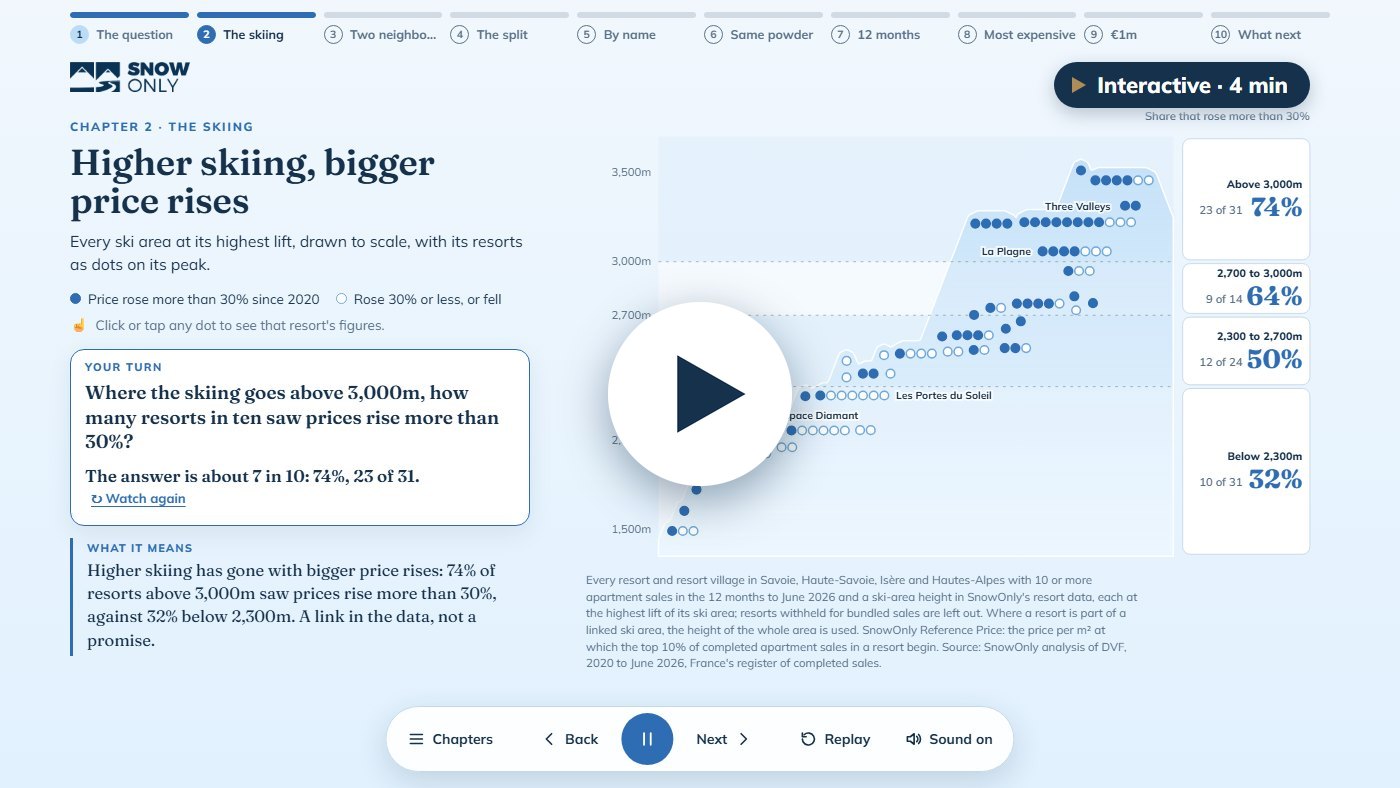 1 The question
2 The skiing
3 Two neighbo...
4 The split
5 By name
6 Same powder
7 12 months
8 Most expensive
9 €1m
10 What next
SNOW
ONLY
Interactive · 4 min
Share that rose more than 30%
CHAPTER 2 · THE SKIING
Higher skiing, bigger
price rises
Every ski area at its highest lift, drawn to scale, with its resorts
as dots on its peak.
Price rose more than 30% since 2020
Rose 30% or less, or fell
☝ Click or tap any dot to see that resort's figures.
YOUR TURN
Where the skiing goes above 3,000m, how
many resorts in ten saw prices rise more than
30%?
The answer is about 7 in 10: 74%, 23 of 31.
↻ Watch again
WHAT IT MEANS
Higher skiing has gone with bigger price rises: 74% of
resorts above 3,000m saw prices rise more than 30%,
against 32% below 2,300m. A link in the data, not a
promise.
3,500m
3,000m
2,700m
1,500m
Three Valleys
La Plagne
Les Portes du Soleil
Diamant
Above 3,000m
23 of 31 74%
2,700 to 3,000m
9 of 14 64%
2,300 to 2,700m
12 of 24 50%
Below 2,300m
10 of 31 32%
Every resort and resort village in Savoie, Haute-Savoie, Isère and Hautes-Alpes with 10 or more
apartment sales in the 12 months to June 2026 and a ski-area height in SnowOnly's resort data, each at
the highest lift of its ski area; resorts withheld for bundled sales are left out. Where a resort is part of a
linked ski area, the height of the whole area is used. SnowOnly Reference Price: the price per m² at
which the top 10% of completed apartment sales in a resort begin. Source: SnowOnly analysis of DVF,
2020 to June 2026, France's register of completed sales.
Chapters
Back
Next
Replay
Sound on